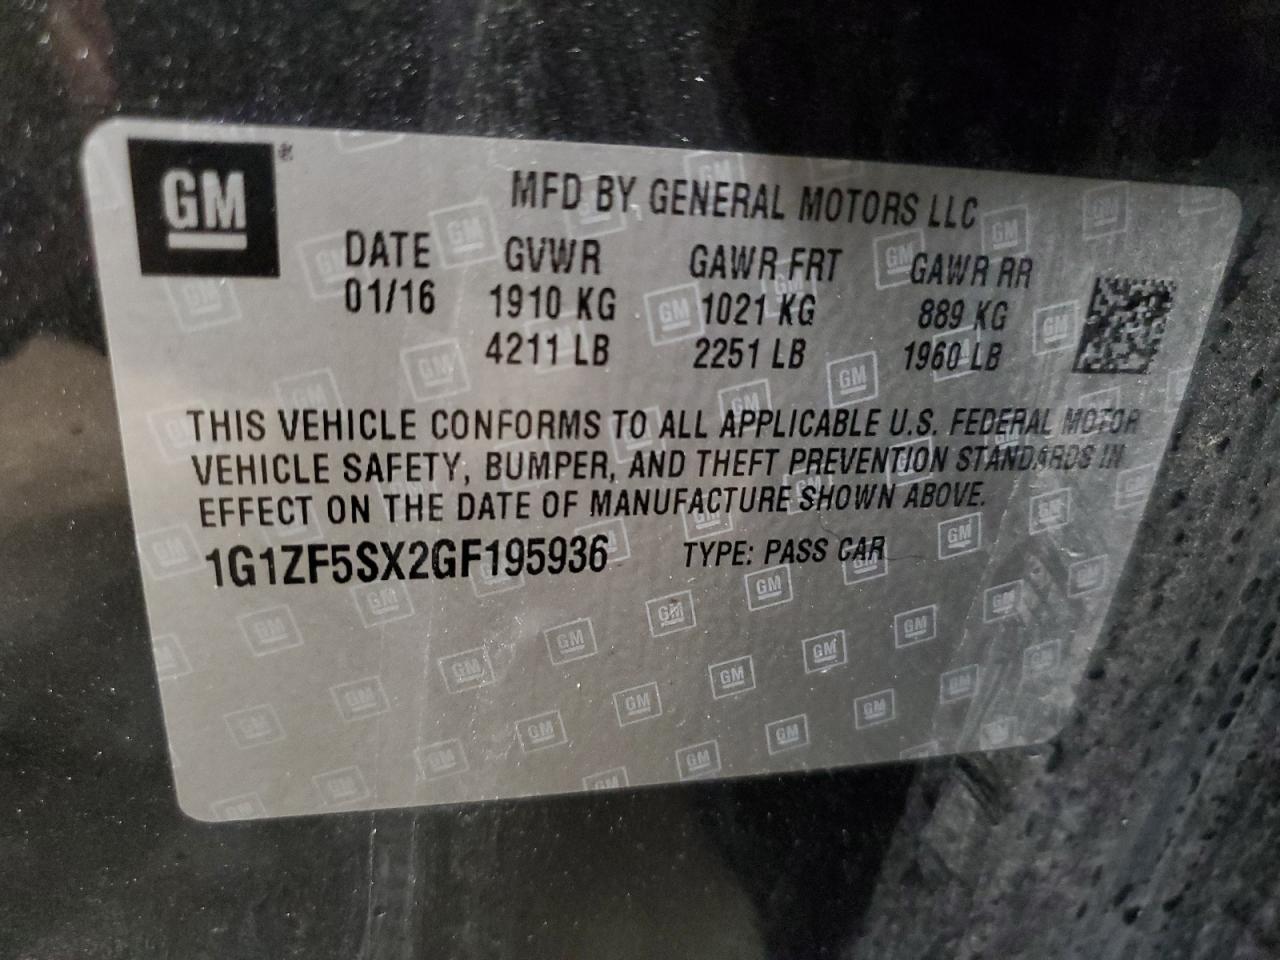 GM ®
MFD BY GENERAL MOTORS LLC
DATE GVWR GAWR FRT GAWR RR
01/16 1910 KG 1021 KG 889 KG
4211 LB 2251 LB 1960 LB
THIS VEHICLE CONFORMS TO ALL APPLICABLE U.S. FEDERAL MOTOR
VEHICLE SAFETY, BUMPER, AND THEFT PREVENTION STANDARDS IN
EFFECT ON THE DATE OF MANUFACTURE SHOWN ABOVE.
1G1ZF5SX2GF195936 TYPE: PASS CAR